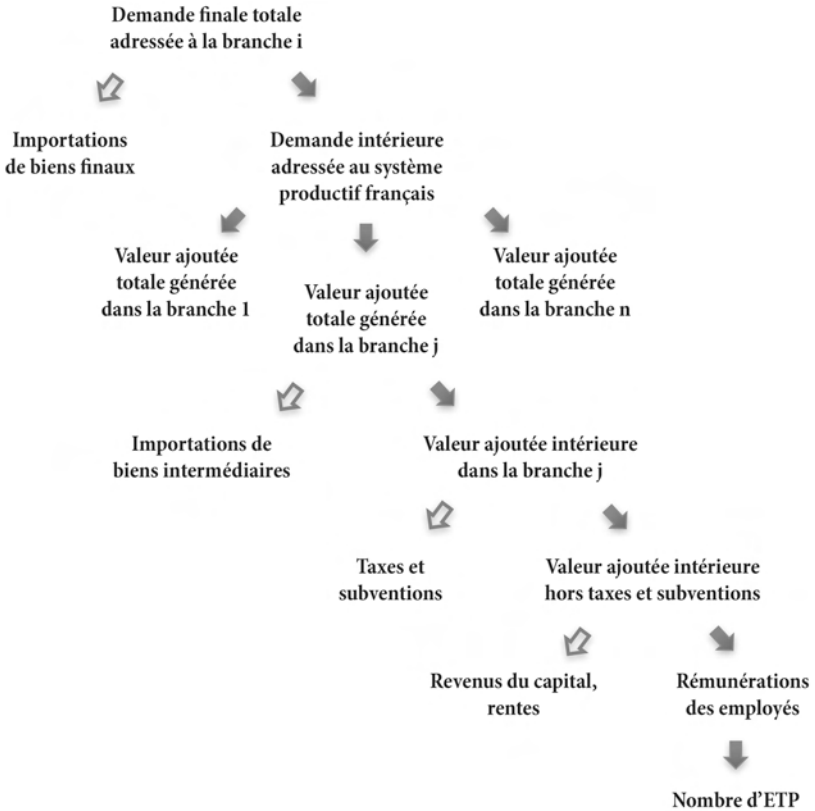 Demande finale totale
adressée à la branche i
Importations
de biens finaux
Demande intérieure
adressée au système
productif français
Valeur ajoutée
totale générée
dans la branche 1
Valeur ajoutée
totale générée
dans la branche j
Valeur ajoutée
totale générée
dans la branche n
Importations de
biens intermédiaires
Valeur ajoutée intérieure
dans la branche j
Taxes et
subventions
Valeur ajoutée intérieure
hors taxes et subventions
Revenus du capital,
rentes
Rémunérations
des employés
Nombre d'ETP